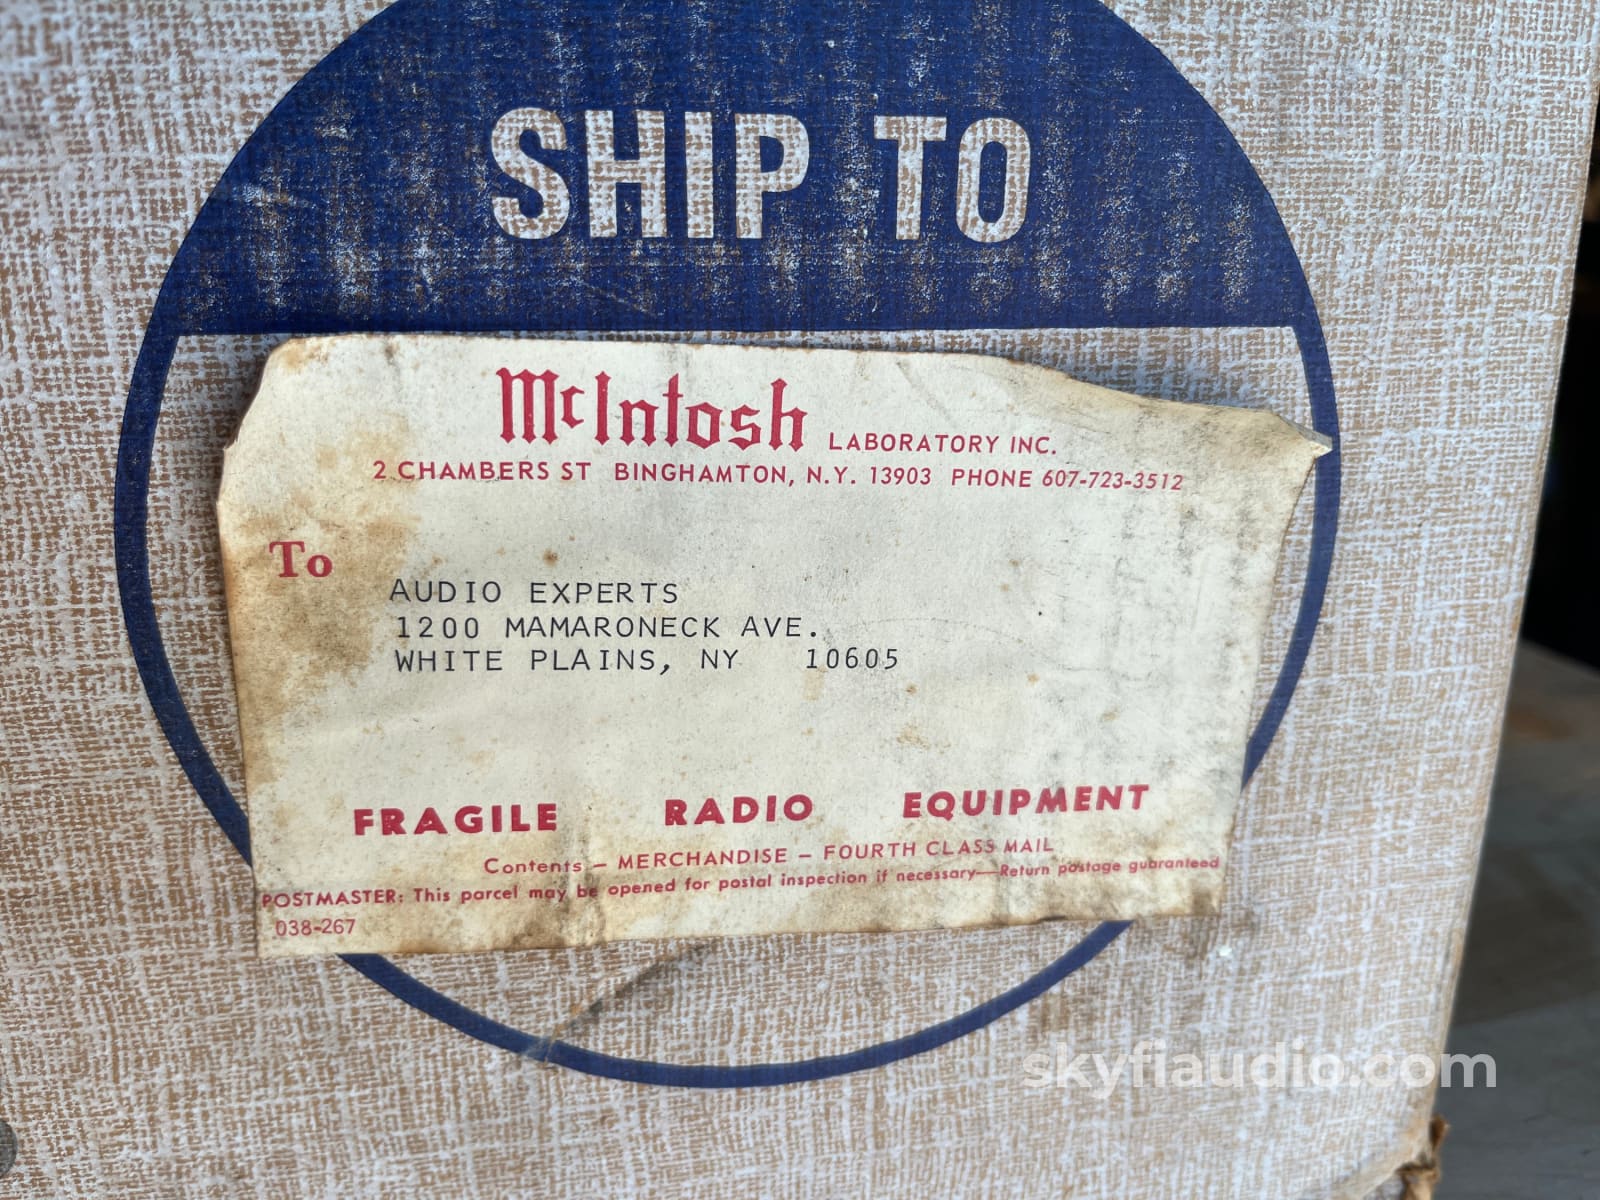 SHIP TO
McIntosh LABORATORY INC.
2 CHAMBERS ST BINGHAMTON, N.Y. 13903 PHONE 607-723-3512
To
AUDIO EXPERTS
1200 MAMARONECK AVE.
WHITE PLAINS, NY 10605
FRAGILE RADIO EQUIPMENT
Contents – MERCHANDISE – FOURTH CLASS MAIL
POSTMASTER: This parcel may be opened for postal inspection if necessary—Return postage guaranteed
038-267
skyfiaudio.com